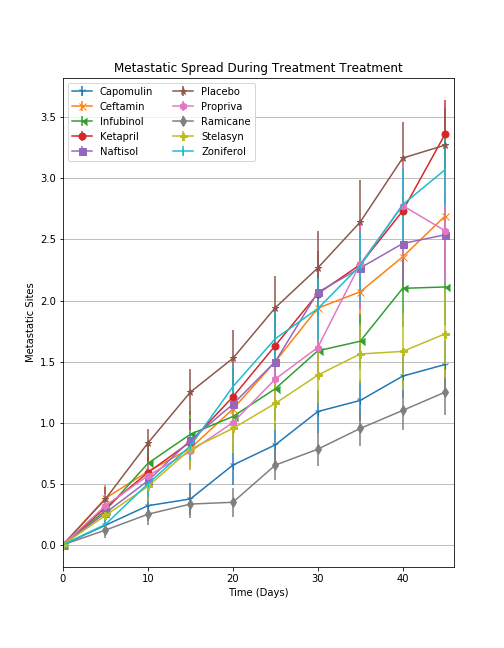 Metastatic Spread During Treatment Treatment
Capomulin
Ceftamin
Infubinol
Ketapril
Naftisol
Placebo
Propriva
Ramicane
Stelasyn
Zoniferol
3.5
3.0
2.5
2.0
1.5
1.0
0.5
0.0
Metastatic Sites
0
10
20
30
40
Time (Days)